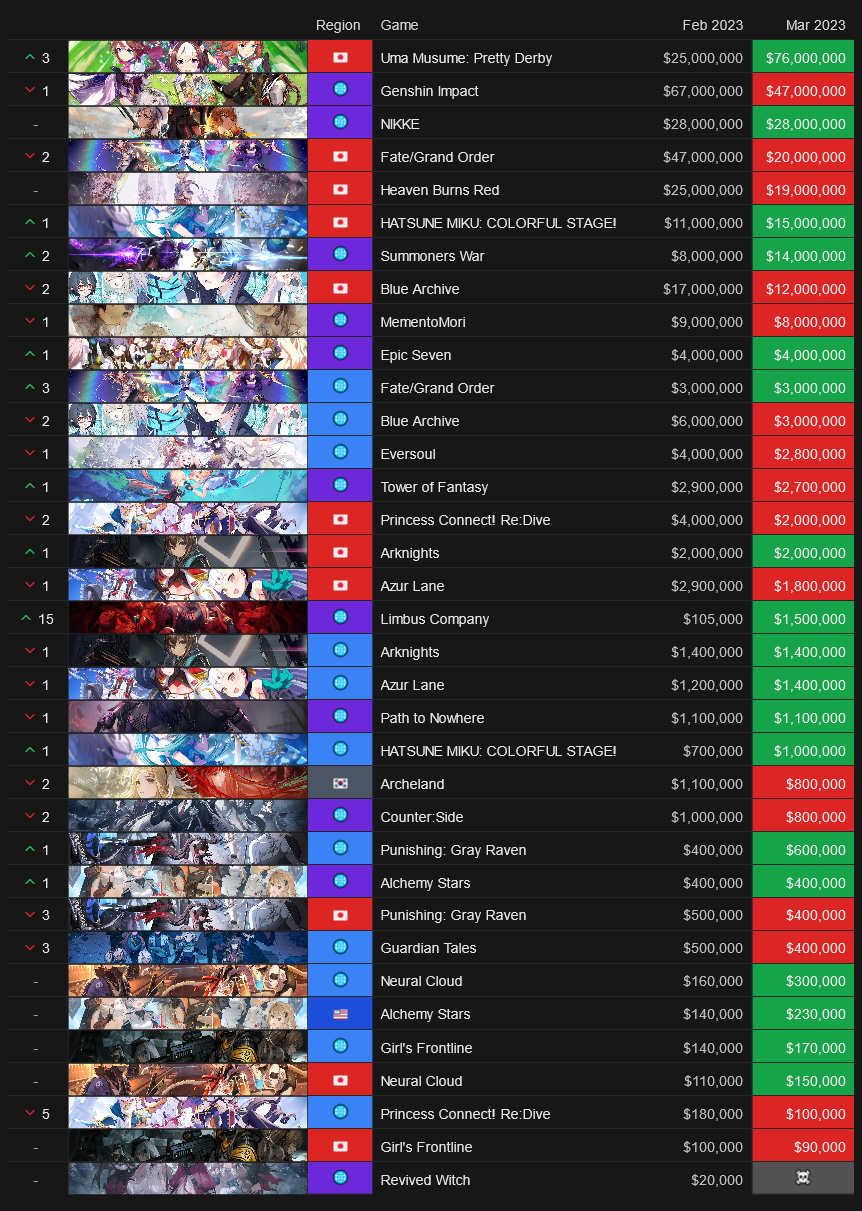 Region Game Feb 2023 Mar 2023
3 Uma Musume: Pretty Derby $25,000,000 $76,000,000
1 Genshin Impact $67,000,000 $47,000,000
- NIKKE $28,000,000 $28,000,000
2 Fate/Grand Order $47,000,000 $20,000,000
- Heaven Burns Red $25,000,000 $19,000,000
1 HATSUNE MIKU: COLORFUL STAGE! $11,000,000 $15,000,000
2 Summoners War $8,000,000 $14,000,000
2 Blue Archive $17,000,000 $12,000,000
1 MementoMori $9,000,000 $8,000,000
1 Epic Seven $4,000,000 $4,000,000
3 Fate/Grand Order $3,000,000 $3,000,000
2 Blue Archive $6,000,000 $3,000,000
1 Eversoul $4,000,000 $2,800,000
1 Tower of Fantasy $2,900,000 $2,700,000
2 Princess Connect! Re:Dive $4,000,000 $2,000,000
1 Arknights $2,000,000 $2,000,000
1 Azur Lane $2,900,000 $1,800,000
15 Limbus Company $105,000 $1,500,000
1 Arknights $1,400,000 $1,400,000
1 Azur Lane $1,200,000 $1,400,000
1 Path to Nowhere $1,100,000 $1,100,000
1 HATSUNE MIKU: COLORFUL STAGE! $700,000 $1,000,000
2 Archeland $1,100,000 $800,000
2 Counter:Side $1,000,000 $800,000
1 Punishing: Gray Raven $400,000 $600,000
1 Alchemy Stars $400,000 $400,000
3 Punishing: Gray Raven $500,000 $400,000
3 Guardian Tales $500,000 $400,000
- Neural Cloud $160,000 $300,000
- Alchemy Stars $140,000 $230,000
- Girl's Frontline $140,000 $170,000
- Neural Cloud $110,000 $150,000
5 Princess Connect! Re:Dive $180,000 $100,000
- Girl's Frontline $100,000 $90,000
- Revived Witch $20,000